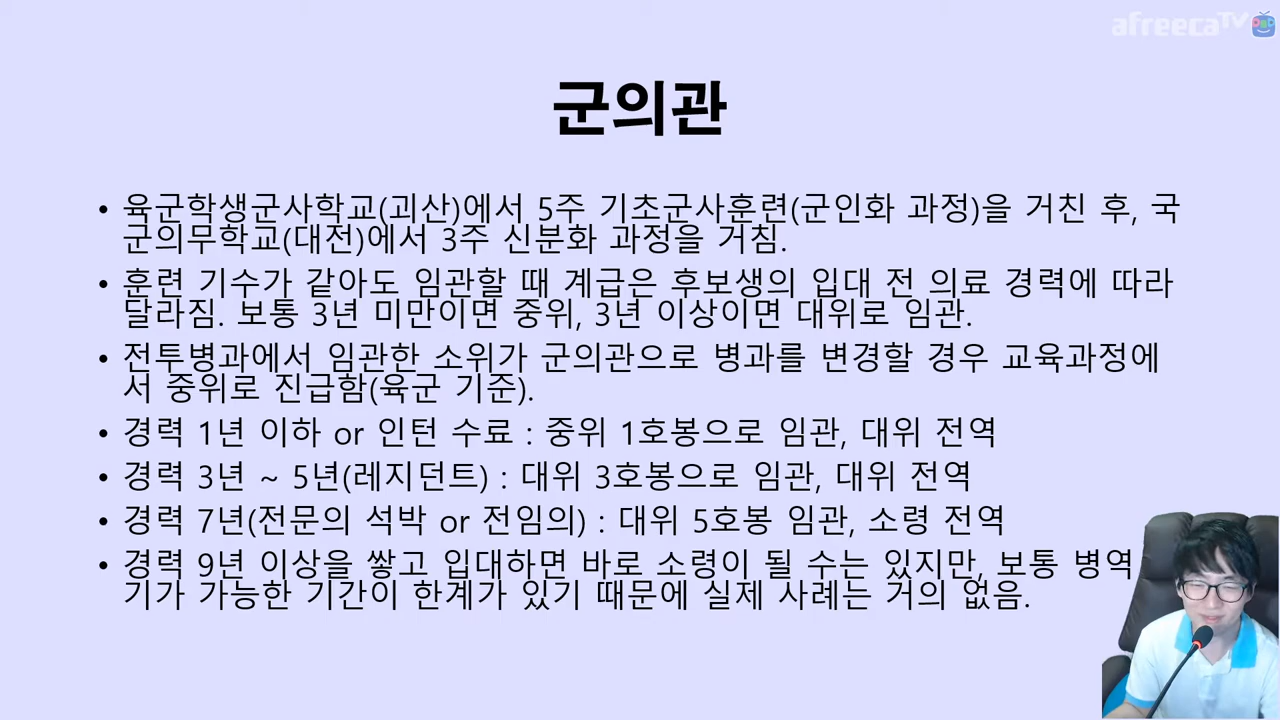 afreecaTV
군의관
• 육군학생군사학교(괴산)에서 5주 기초군사훈련(군인화 과정)을 거친 후, 국
군의무학교(대전)에서 3주 신분화 과정을 거침.
• 훈련 기수가 같아도 임관할 때 계급은 후보생의 입대 전 의료 경력에 따라
달라짐. 보통 3년 미만이면 중위, 3년 이상이면 대위로 임관.
• 전투병과에서 임관한 소위가 군의관으로 병과를 변경할 경우 교육과정에
서 중위로 진급함(육군 기준).
• 경력 1년 이하 or 인턴 수료 : 중위 1호봉으로 임관, 대위 전역
• 경력 3년 ~ 5년(레지던트) : 대위 3호봉으로 임관, 대위 전역
• 경력 7년(전문의 석박 or 전임의) : 대위 5호봉 임관, 소령 전역
• 경력 9년 이상을 쌓고 입대하면 바로 소령이 될 수는 있지만, 보통 병역
기가 가능한 기간이 한계가 있기 때문에 실제 사례는 거의 없음.